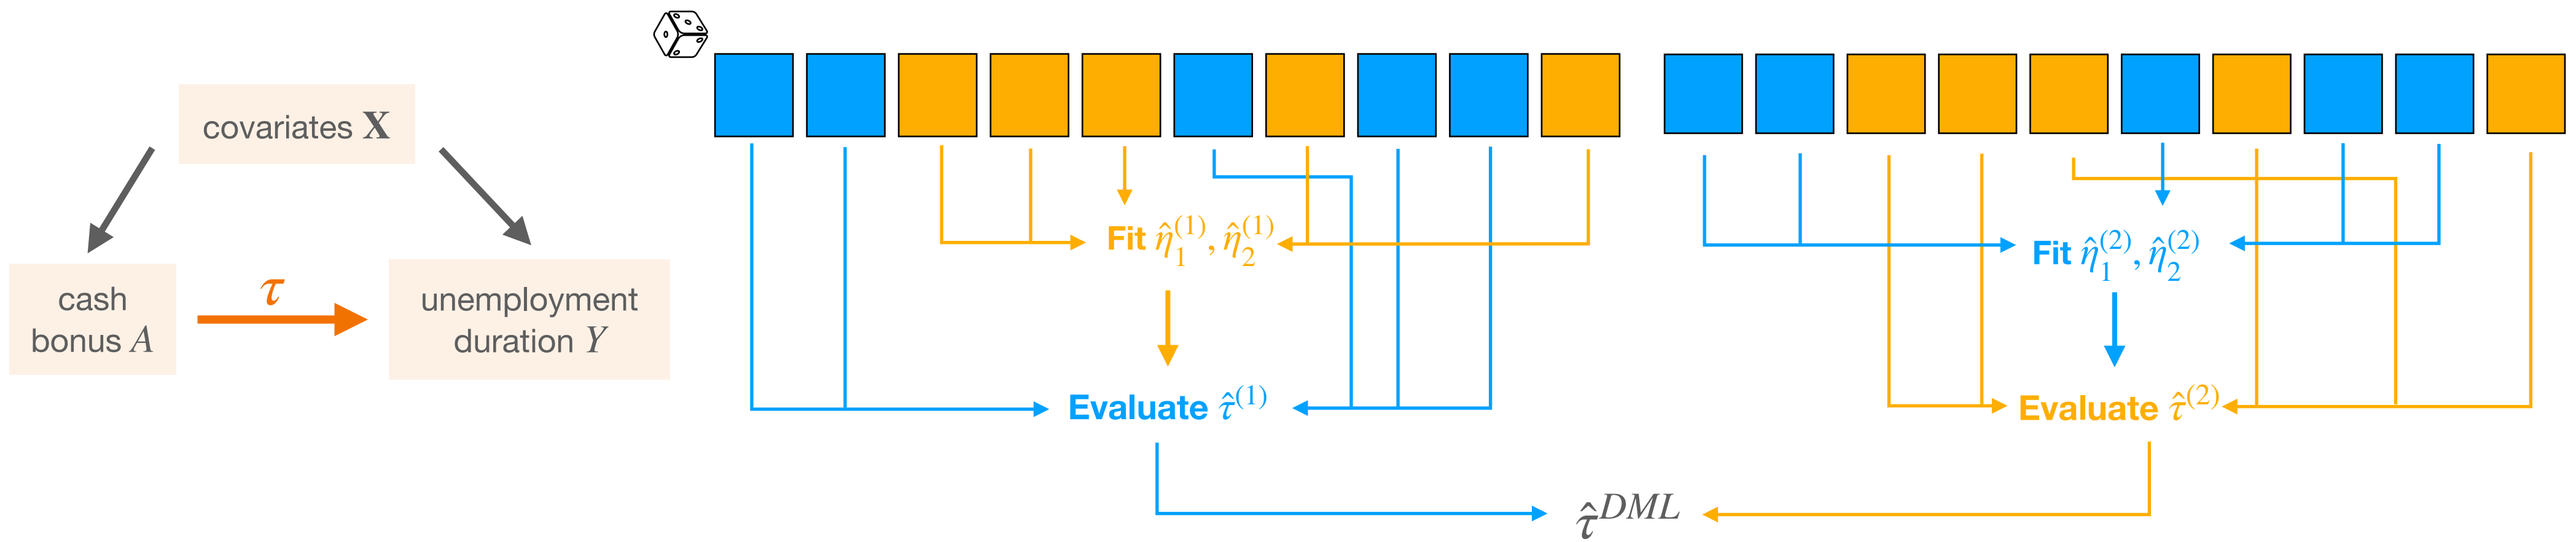 covariates X
cash
bonus A
τ
unemployment
duration Y
Fit η̂₁⁽¹⁾, η̂₂⁽¹⁾
Evaluate τ̂⁽¹⁾
Fit η̂₁⁽²⁾, η̂₂⁽²⁾
Evaluate τ̂⁽²⁾
τ̂^DML